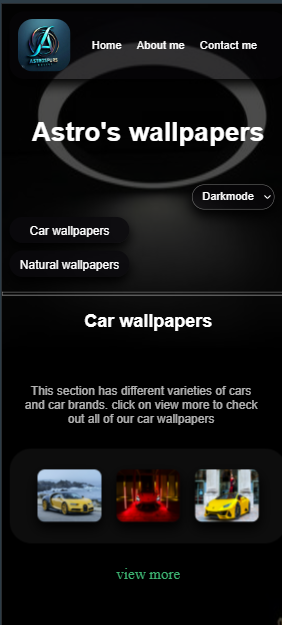 Home About me Contact me
Astro's wallpapers
Darkmode
Car wallpapers
Natural wallpapers
Car wallpapers
This section has different varieties of cars
and car brands. click on view more to check
out all of our car wallpapers
view more